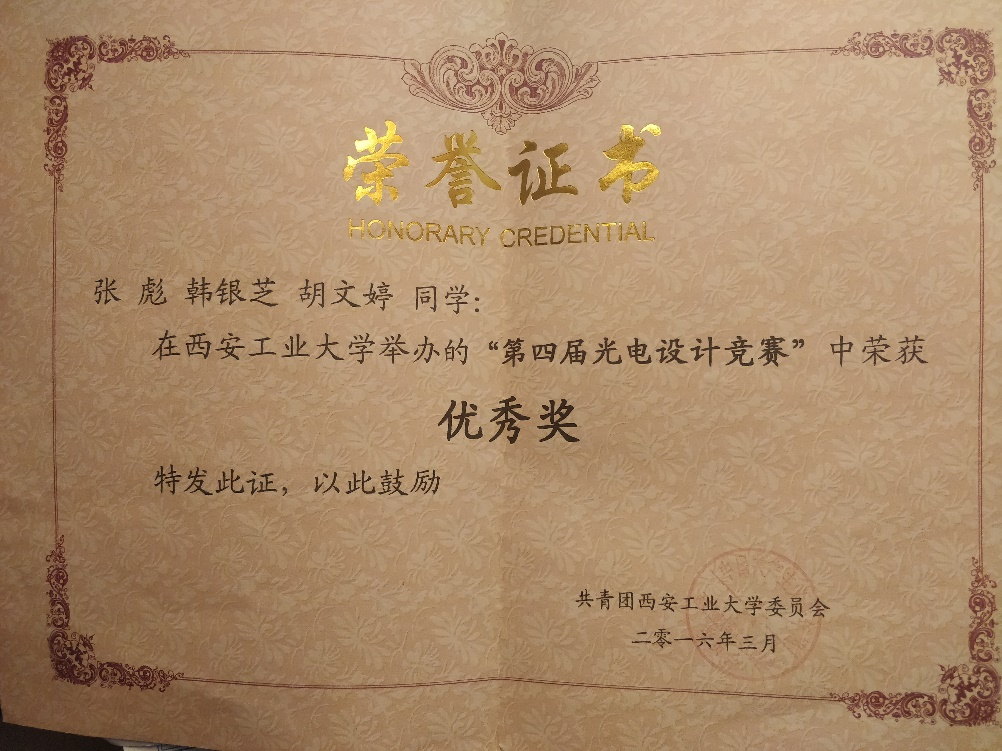 荣誉证书
HONORARY CREDENTIAL
张 彪 韩银芝 胡文婷 同学:
在西安工业大学举办的“第四届光电设计竞赛”中荣获
优秀奖
特发此证，以此鼓励
共青团西安工业大学委员会
二零一六年三月